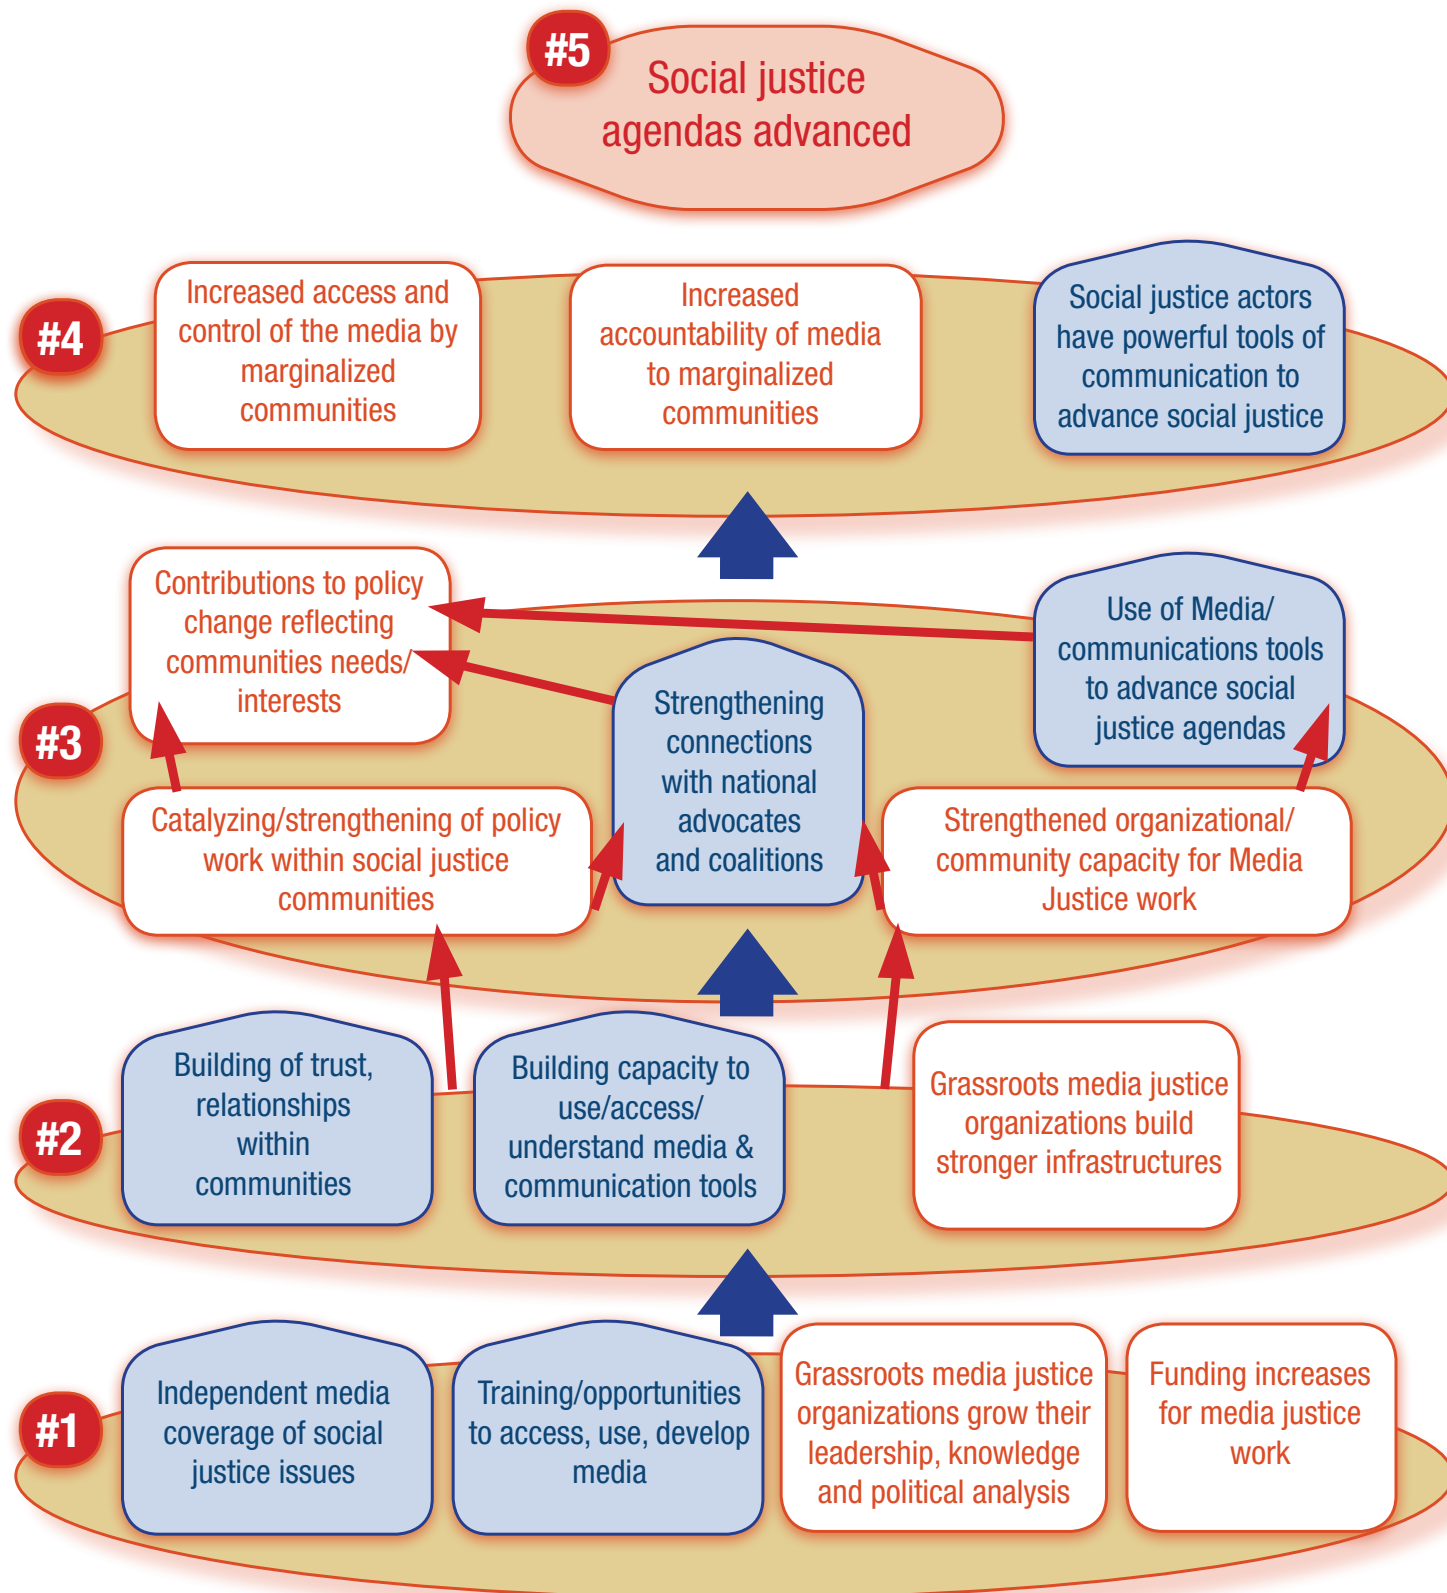 #5
Social justice
agendas advanced
#4
Increased access and
control of the media by
marginalized
communities
Increased
accountability of media
to marginalized
communities
Social justice actors
have powerful tools of
communication to
advance social justice
#3
Contributions to policy
change reflecting
communities needs/
interests
Strengthening
connections
with national
advocates
and coalitions
Use of Media/
communications tools
to advance social
justice agendas
Catalyzing/strengthening of policy
work within social justice
communities
Strengthened organizational/
community capacity for Media
Justice work
#2
Building of trust,
relationships
within
communities
Building capacity to
use/access/
understand media &
communication tools
Grassroots media justice
organizations build
stronger infrastructures
#1
Independent media
coverage of social
justice issues
Training/opportunities
to access, use, develop
media
Grassroots media justice
organizations grow their
leadership, knowledge
and political analysis
Funding increases
for media justice
work